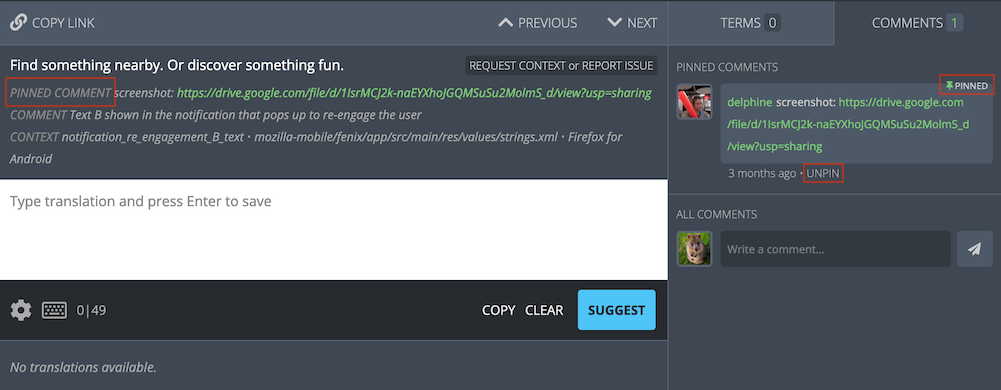 COPY LINK
PREVIOUS
NEXT
TERMS 0
COMMENTS 1
Find something nearby. Or discover something fun.
REQUEST CONTEXT or REPORT ISSUE
PINNED COMMENT screenshot: https://drive.google.com/file/d/1IsrMCJ2k-naEYXhoJGQMSuSu2MolmS_d/view?usp=sharing
COMMENT Text B shown in the notification that pops up to re-engage the user
CONTEXT notification_re_engagement_B_text • mozilla-mobile/fenix/app/src/main/res/values/strings.xml • Firefox for
Android
Type translation and press Enter to save
0|49
COPY
CLEAR
SUGGEST
No translations available.
PINNED COMMENTS
PINNED
delphine screenshot: https://drive.google.com
/file/d/1IsrMCJ2k-naEYXhoJGQMSuSu2MolmS_d
/view?usp=sharing
3 months ago • UNPIN
ALL COMMENTS
Write a comment...